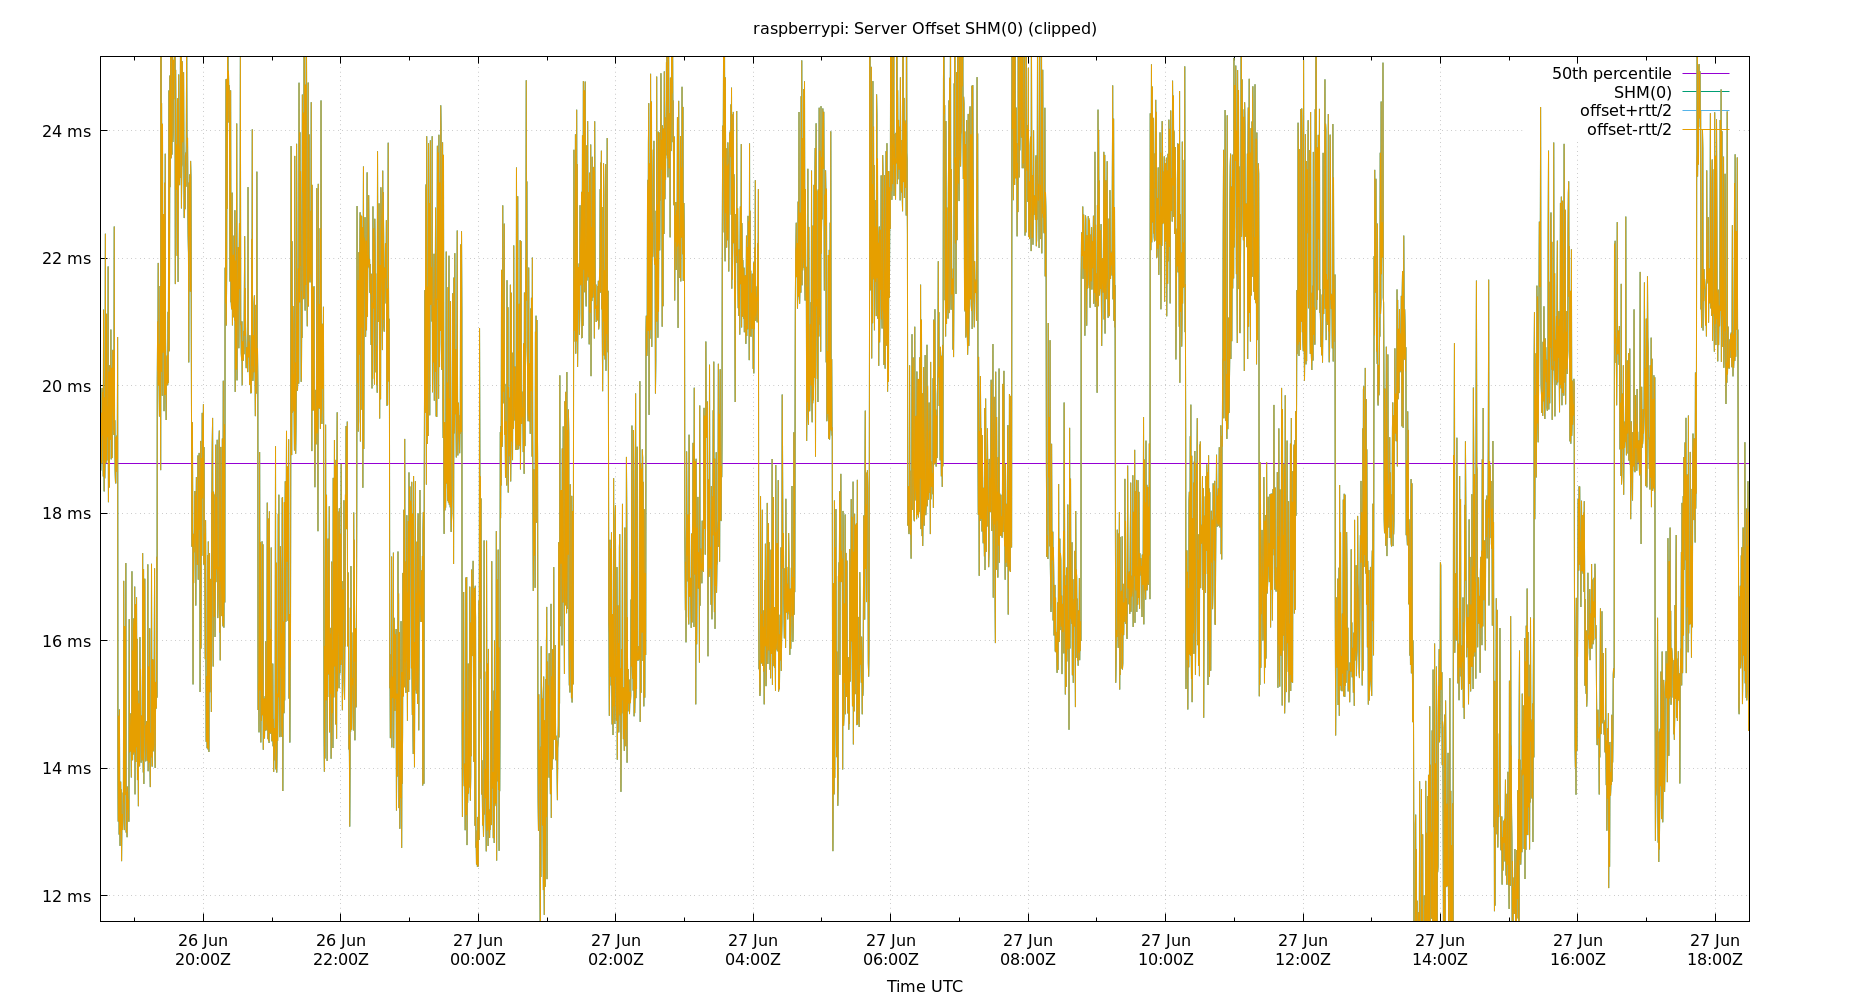 raspberrypi: Server Offset SHM(0) (clipped)
50th percentile
SHM(0)
offset+rtt/2
offset-rtt/2
24 ms
22 ms
20 ms
18 ms
16 ms
14 ms
12 ms
26 Jun 26 Jun 27 Jun 27 Jun 27 Jun 27 Jun 27 Jun 27 Jun 27 Jun 27 Jun 27 Jun 27 Jun
20:00Z 22:00Z 00:00Z 02:00Z 04:00Z 06:00Z 08:00Z 10:00Z 12:00Z 14:00Z 16:00Z 18:00Z
Time UTC